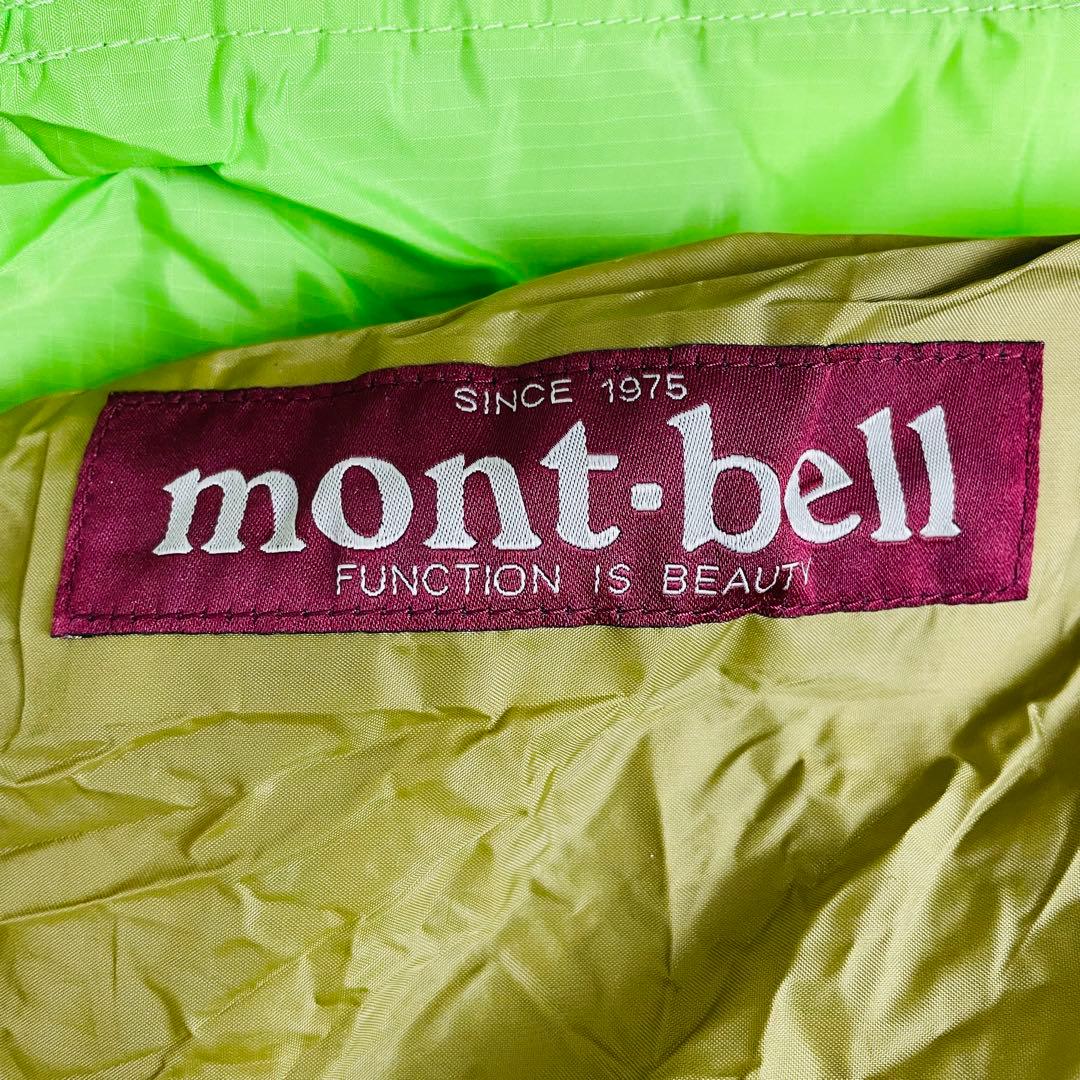 SINCE 1975
mont-bell
FUNCTION IS BEAUTY